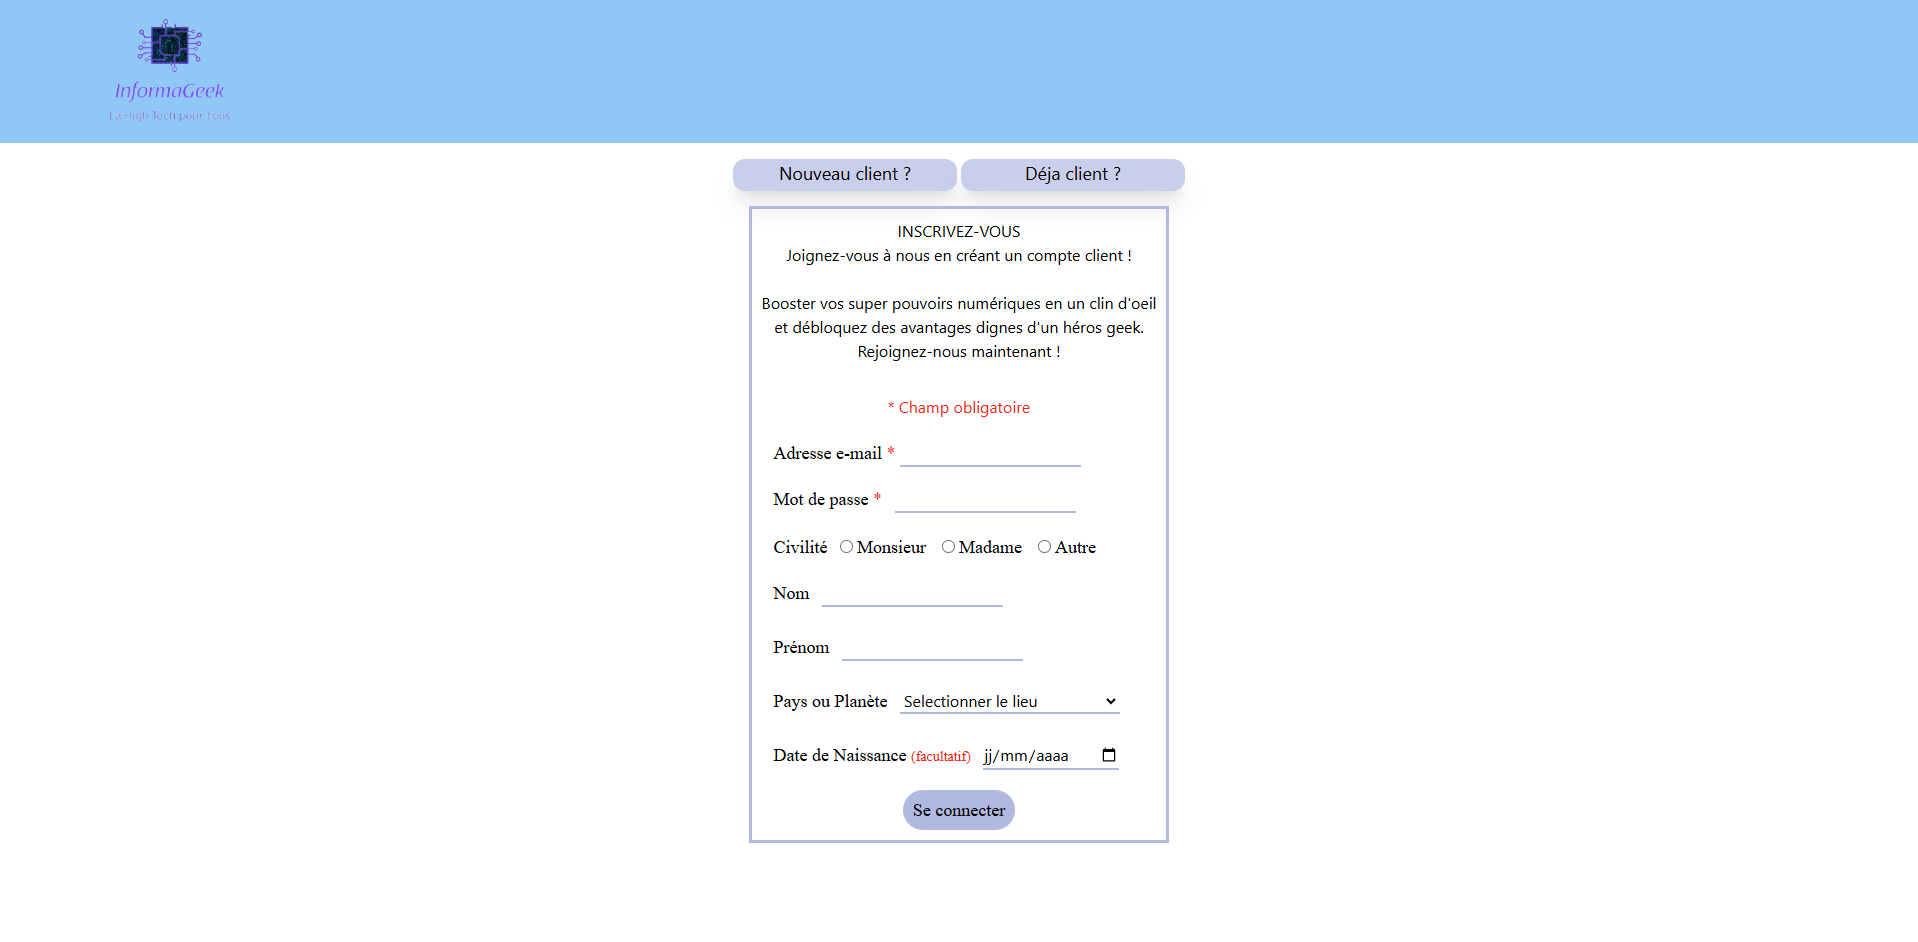 InformaGeek
La High Tech pour tous
Nouveau client ?
Déja client ?
INSCRIVEZ-VOUS
Joignez-vous à nous en créant un compte client !
Booster vos super pouvoirs numériques en un clin d'oeil
et débloquez des avantages dignes d'un héros geek.
Rejoignez-nous maintenant !
* Champ obligatoire
Adresse e-mail *
Mot de passe *
Civilité Monsieur Madame Autre
Nom
Prénom
Pays ou Planète Selectionner le lieu
Date de Naissance (facultatif) jj/mm/aaaa
Se connecter